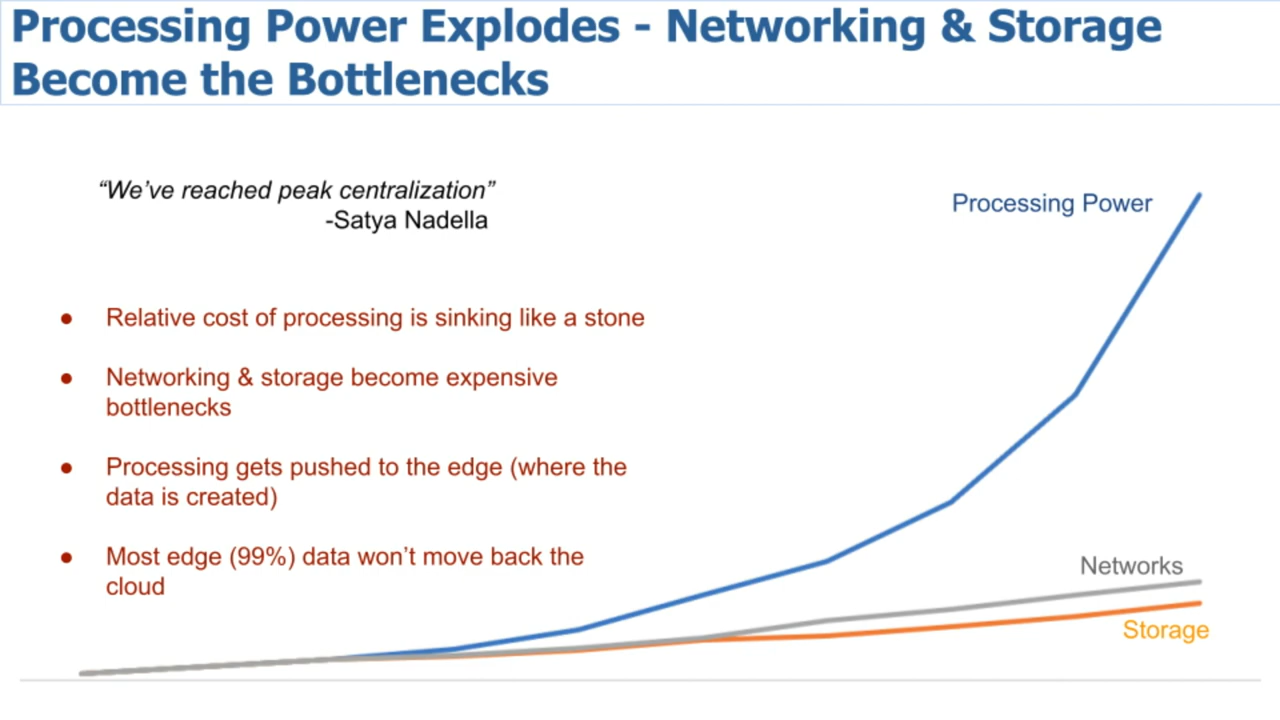 Processing Power Explodes - Networking & Storage
Become the Bottlenecks
“We’ve reached peak centralization”
-Satya Nadella
● Relative cost of processing is sinking like a stone
● Networking & storage become expensive
bottlenecks
● Processing gets pushed to the edge (where the
data is created)
● Most edge (99%) data won’t move back the
cloud
Processing Power
Networks
Storage